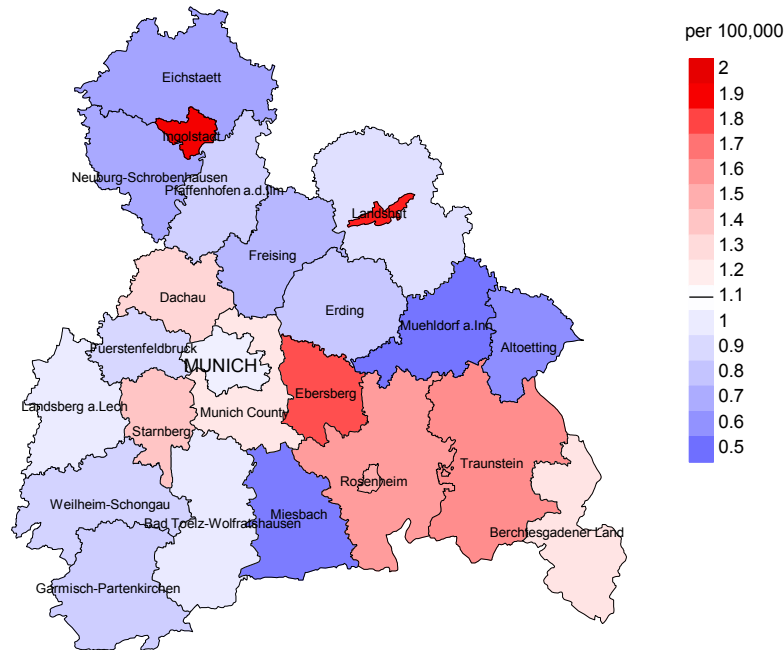 per 100,000
2
1.9
1.8
1.7
1.6
1.5
1.4
1.3
1.2
1.1
1
0.9
0.8
0.7
0.6
0.5
Eichstaett
Ingolstadt
Neuburg-Schrobenhausen
Pfaffenhofen a.d.Ilm
Landshut
Freising
Dachau
Erding
Muehldorf a.Inn
Altoetting
Fuerstenfeldbruck
MUNICH
Ebersberg
Landsberg a.Lech
Munich County
Starnberg
Traunstein
Rosenheim
Weilheim-Schongau
Bad Toelz-Wolfratshausen
Miesbach
Berchtesgadener Land
Garmisch-Partenkirchen